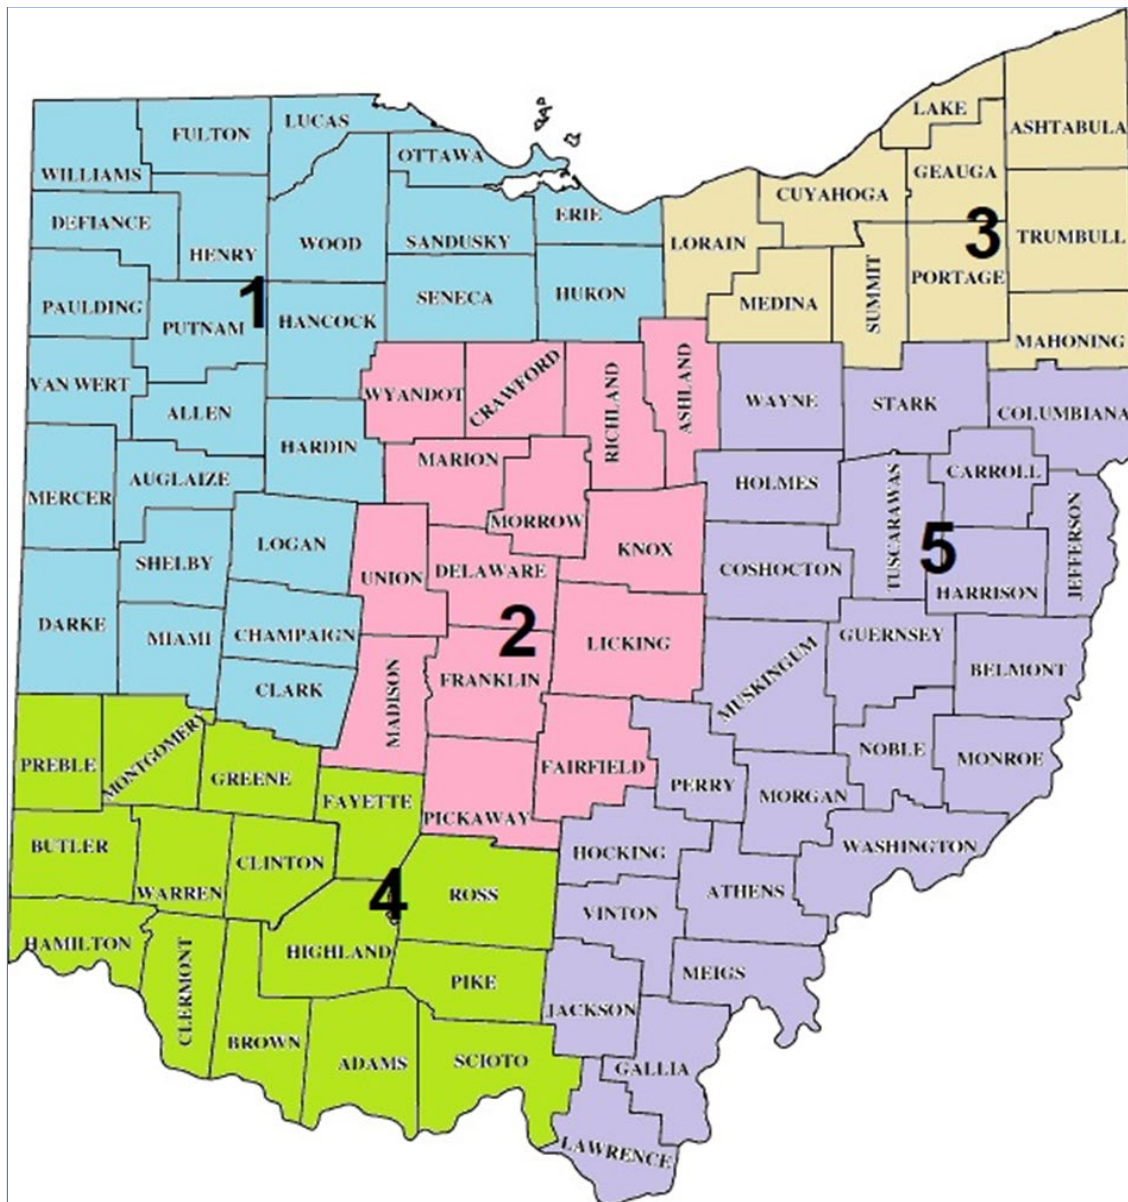 LAKE
ASHTABULA
LUCAS
FULTON
OTTAWA
GEAUGA
WILLIAMS
CUYAHOGA
ERIE
DEFIANCE
3
TRUMBULL
WOOD
SANDUSKY
LORAIN
HENRY
PORTAGE
SUMMIT
SENECA
HUKON
1
MEDINA
PAULDING
PUTNAM
HANCOCK
MAHONING
VAN WERT
WYANDOT
CRAWFORD
RICHLAND
ASHLAND
WAYNE
STARK
COLUMBIANA
ALLEN
HARDIN
MARION
AUGLAIZE
CARROLL
MERCER
HOLMES
TUSCARAWAS
JEFFERSON
MORROW
LOGAN
KNOX
5
SHELBY
UNION
DELAWARE
COSHOCTON
HARRISON
DARKE
MIAMI
CHAMPAIGN
2
LICKING
GUERNSEY
BELMONT
CLARK
MADISON
FRANKLIN
MUSKINGUM
NOBLE
MONROE
PREBLE
MONTGOMERY
GREENE
FAIRFIELD
PERRY
FAYETTE
MORGAN
PICKAWAY
BUTLER
WASHINGTON
CLINTON
HOCKING
WARREN
4
ROSS
ATHENS
VINTON
HAMILTON
HIGHLAND
MEIGS
CLERMONT
PIKE
JACKSON
BROWN
ADAMS
SCIOTO
GALLIA
LAWRENCE